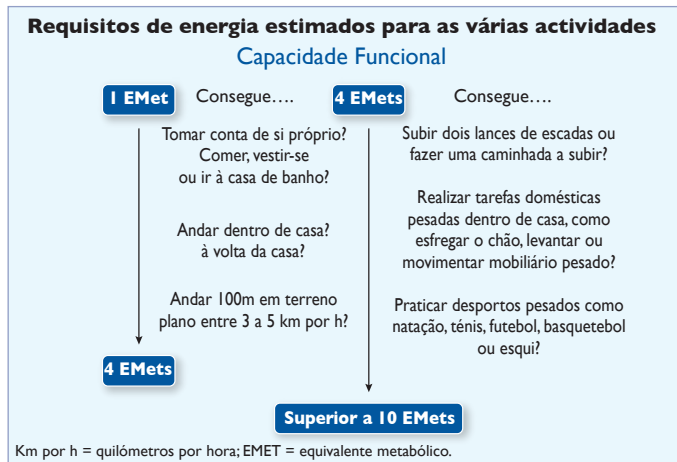 Requisitos de energia estimados para as várias actividades
Capacidade Funcional
1 EMet
Consegue….
Tomar conta de si próprio?
Comer, vestir-se
ou ir à casa de banho?
Andar dentro de casa?
à volta da casa?
Andar 100m em terreno
plano entre 3 a 5 km por h?
4 EMets
4 EMets
Consegue….
Subir dois lances de escadas ou
fazer uma caminhada a subir?
Realizar tarefas domésticas
pesadas dentro de casa, como
esfregar o chão, levantar ou
movimentar mobiliário pesado?
Praticar desportos pesados como
natação, ténis, futebol, basquetebol
ou esqui?
Superior a 10 EMets
Km por h = quilómetros por hora; EMET = equivalente metabólico.